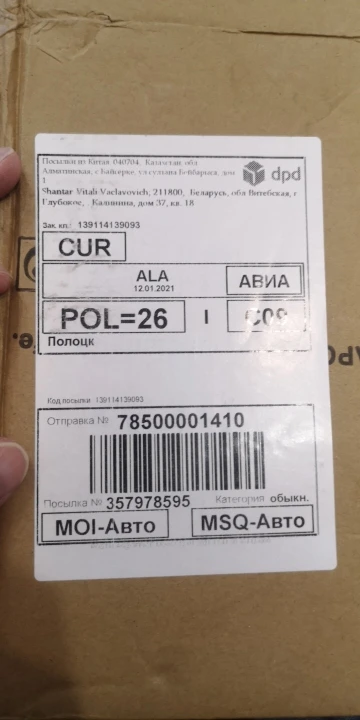 Посылки из Китая, 040704, Казахстан, обл
Алматинская, с Байсерке, ул султана Бейбарыса, дом
1
dpd
Shantar Vitali Vaclavovich, 211800, Беларусь, обл Витебская, г
Глубокое, , Калинина, дом 37, кв. 18
Зак. кл.: 139114139093
CUR
ALA
12.01.2021
АВИА
POL=26
I
C09
Полоцк
Код посылки 139114139093
Отправка № 78500001410
Посылка № 357978595 Категория обыкн.
MOI-Авто
MSQ-Авто